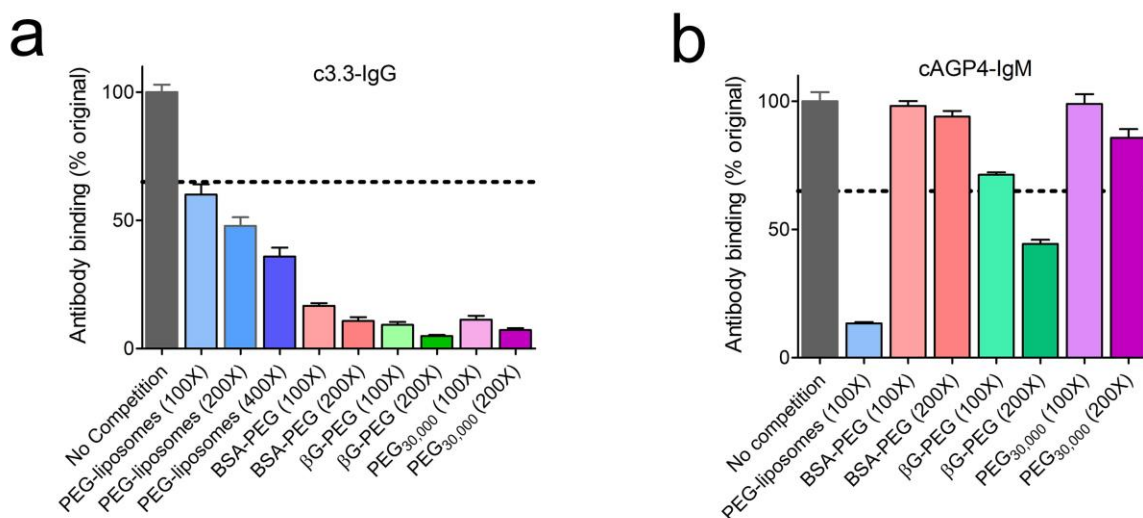 a
c3.3-IgG
Antibody binding (% original)
100
50
0
No Competition
PEG-liposomes (100X)
PEG-liposomes (200X)
PEG-liposomes (400X)
BSA-PEG (100X)
BSA-PEG (200X)
βG-PEG (100X)
βG-PEG (200X)
PEG30,000 (100X)
PEG30,000 (200X)
b
cAGP4-IgM
Antibody binding (% original)
100
50
0
No competition
PEG-liposomes (100X)
BSA-PEG (100X)
BSA-PEG (200X)
βG-PEG (100X)
βG-PEG (200X)
PEG30,000 (100X)
PEG30,000 (200X)